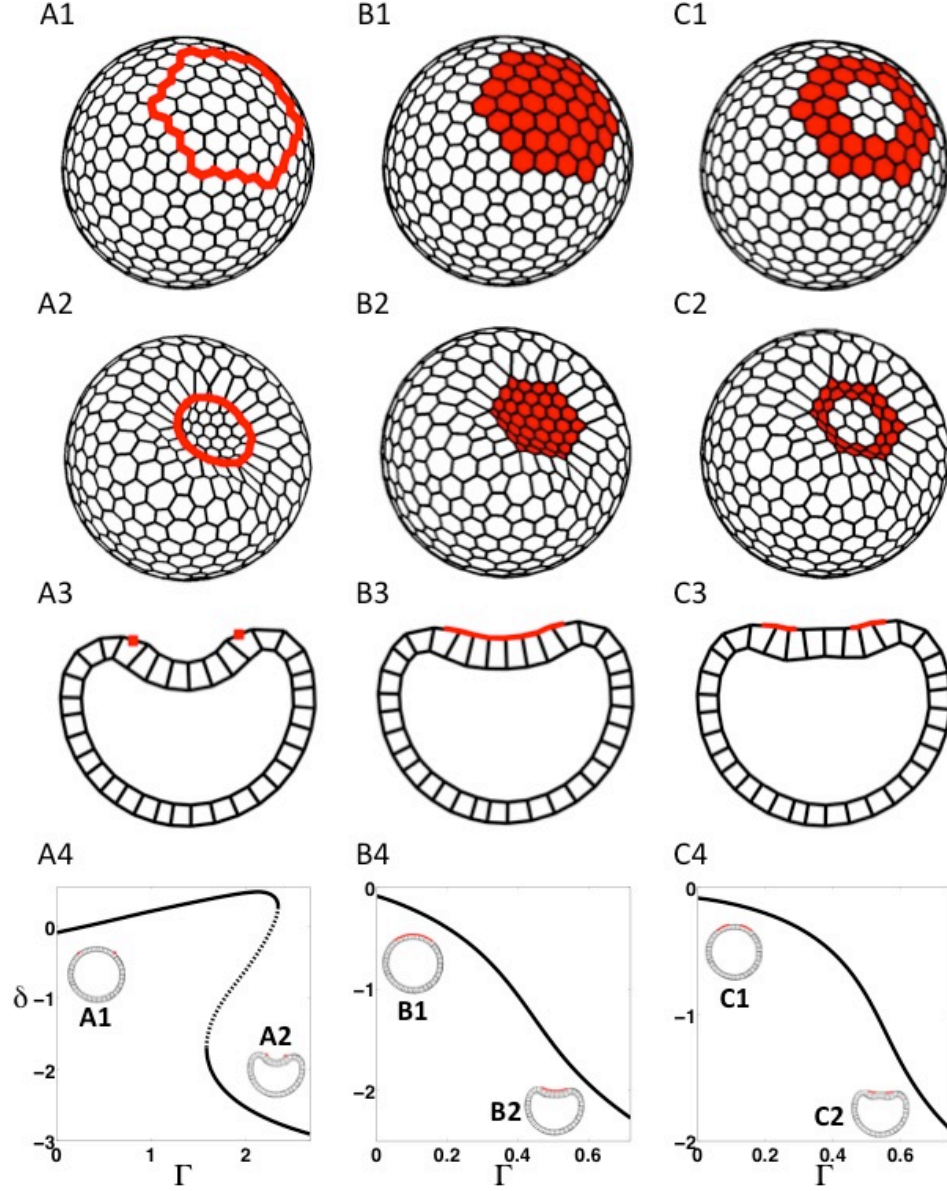 A1 B1 C1
A2 B2 C2
A3 B3 C3
A4 B4 C4
0 0 0
δ -1 -1 -1
-2 -2
-3 -2
A1 A2 B1 B2 C1 C2
0 1 2 0 0.2 0.4 0.6 0 0.2 0.4 0.6
Γ Γ Γ